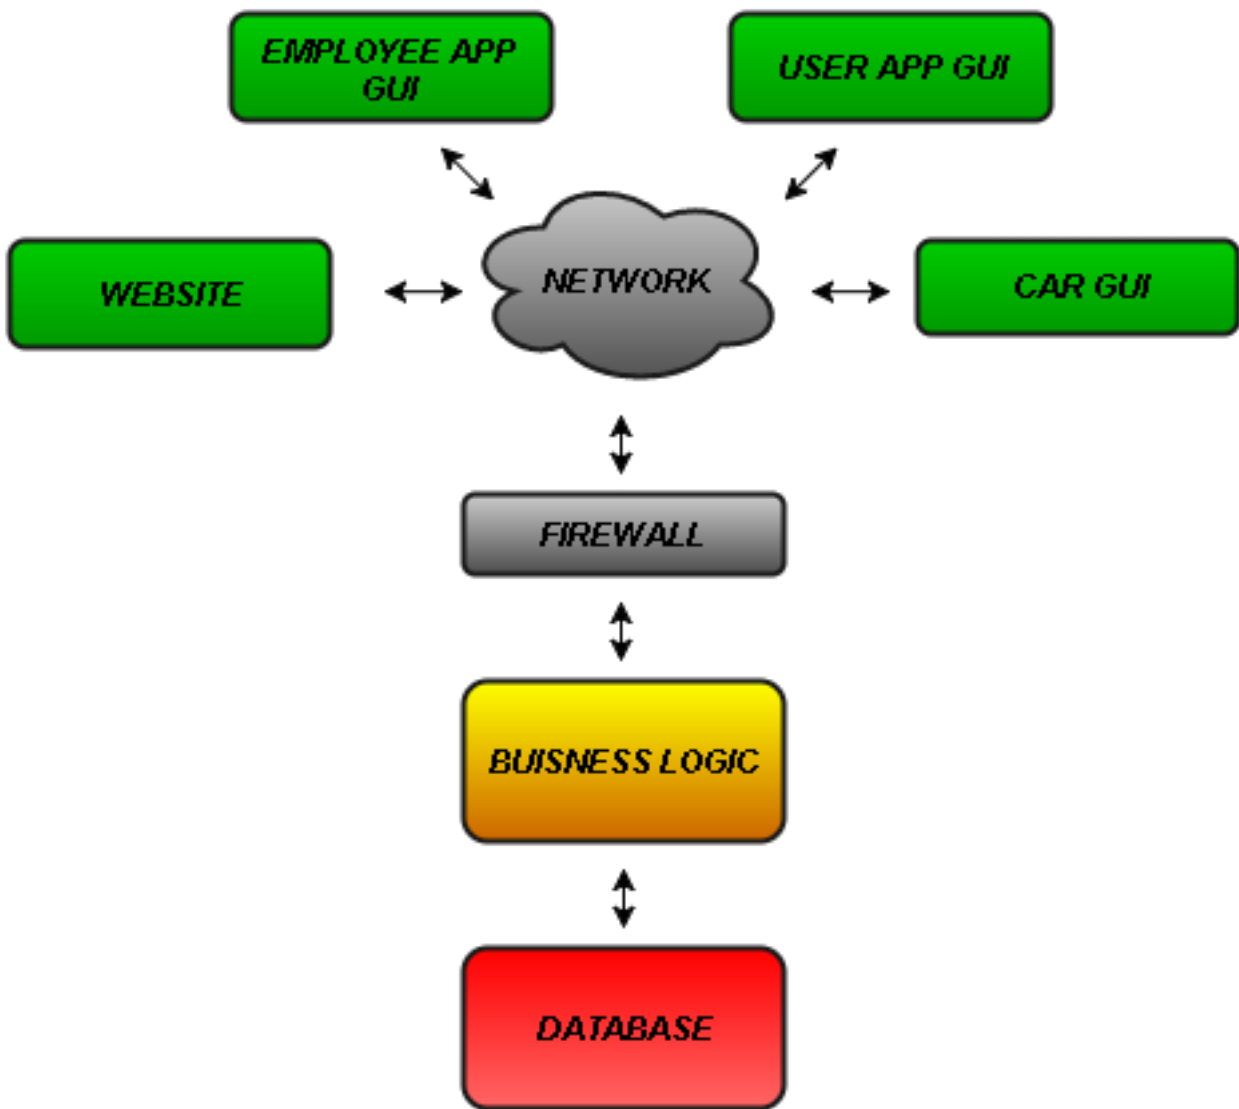 EMPLOYEE APP
GUI
USER APP GUI
WEBSITE
NETWORK
CAR GUI
FIREWALL
BUISNESS LOGIC
DATABASE